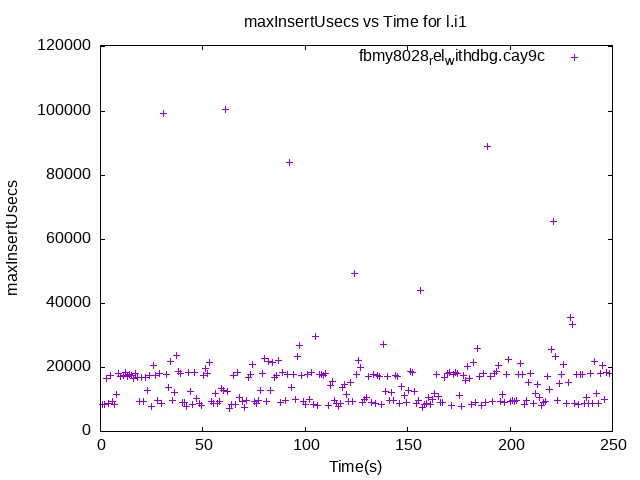 maxInsertUsecs vs Time for l.i1
fbmy8028relwithdbg.cay9c
120000
100000
80000
60000
40000
20000
0
maxInsertUsecs
0 50 100 150 200 250
Time(s)